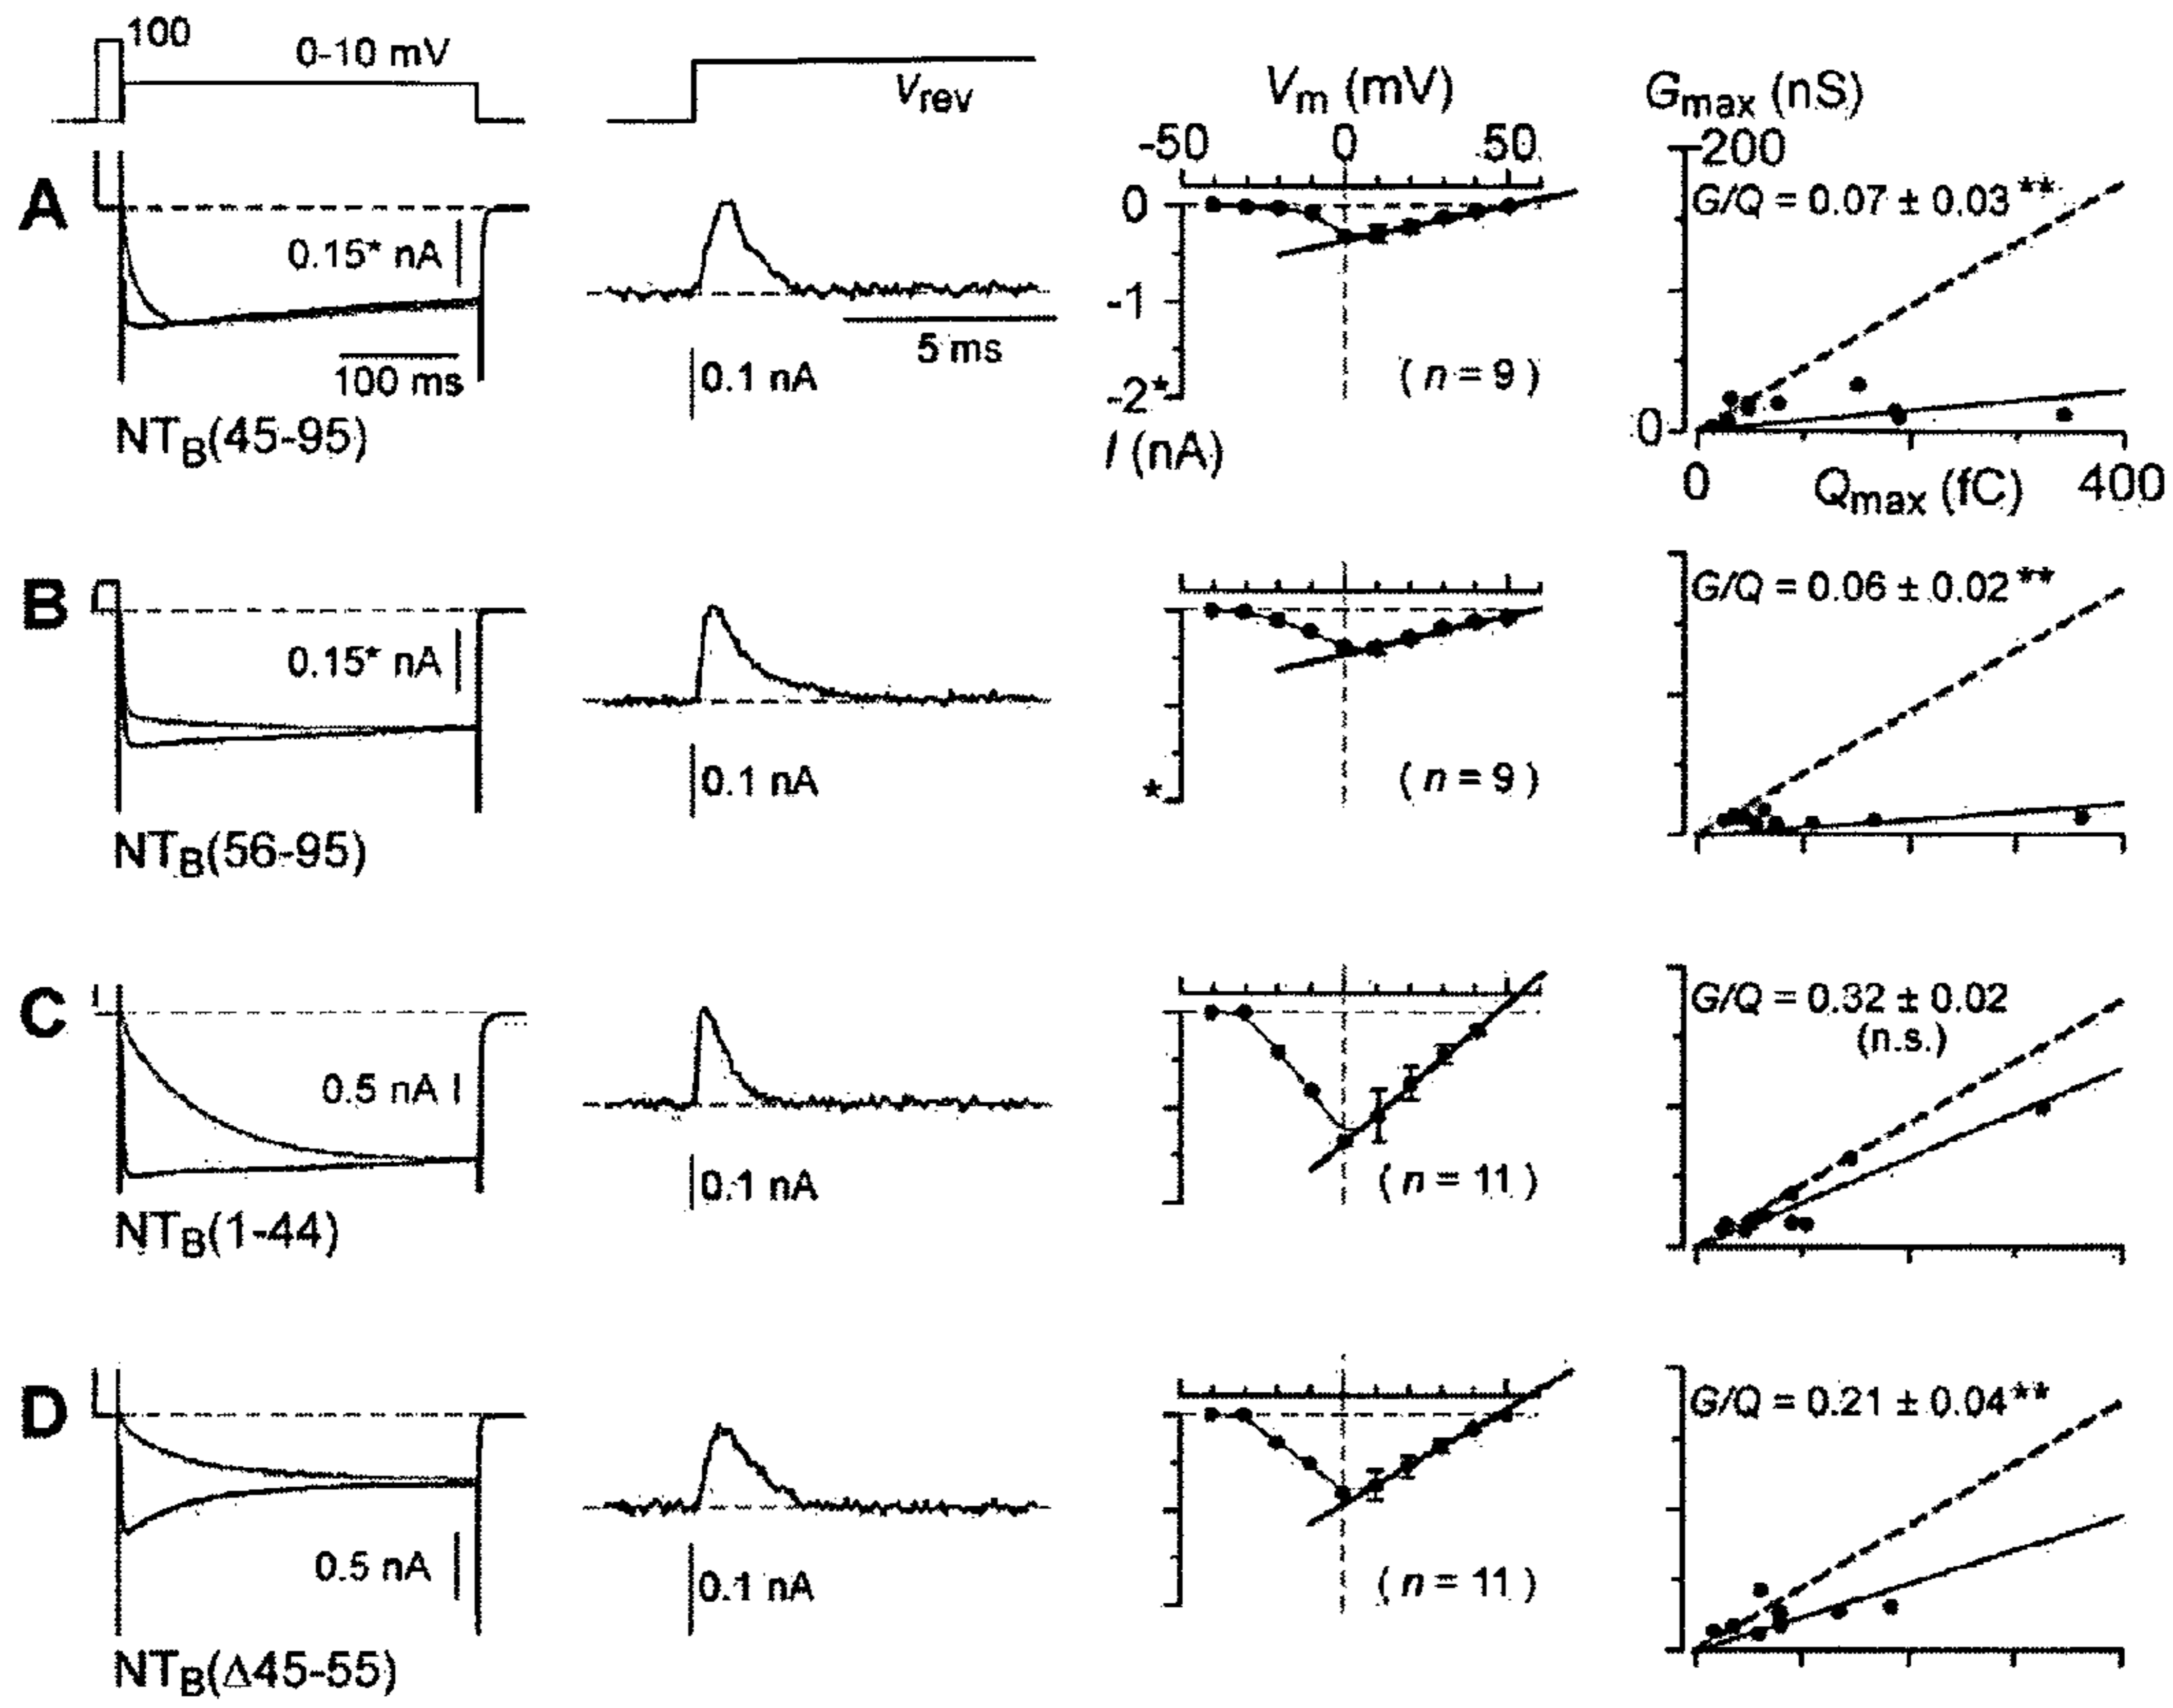 100
0-10 mV
Vrev
Vm (mV)
-50 0 50
Gmax (nS)
200
A
0.15* nA
100 ms
NTB(45-95)
0.1 nA
5 ms
0
-1
-2*
I (nA)
( n = 9 )
G/Q = 0.07 ± 0.03 **
0
0 Qmax (fC) 400
B
0.15* nA
NTB(56-95)
0.1 nA
*
( n = 9 )
G/Q = 0.06 ± 0.02 **
C
0.5 nA
NTB(1-44)
0.1 nA
( n = 11 )
G/Q = 0.32 ± 0.02
(n.s.)
D
0.5 nA
NTB(Δ45-55)
0.1 nA
( n = 11 )
G/Q = 0.21 ± 0.04**